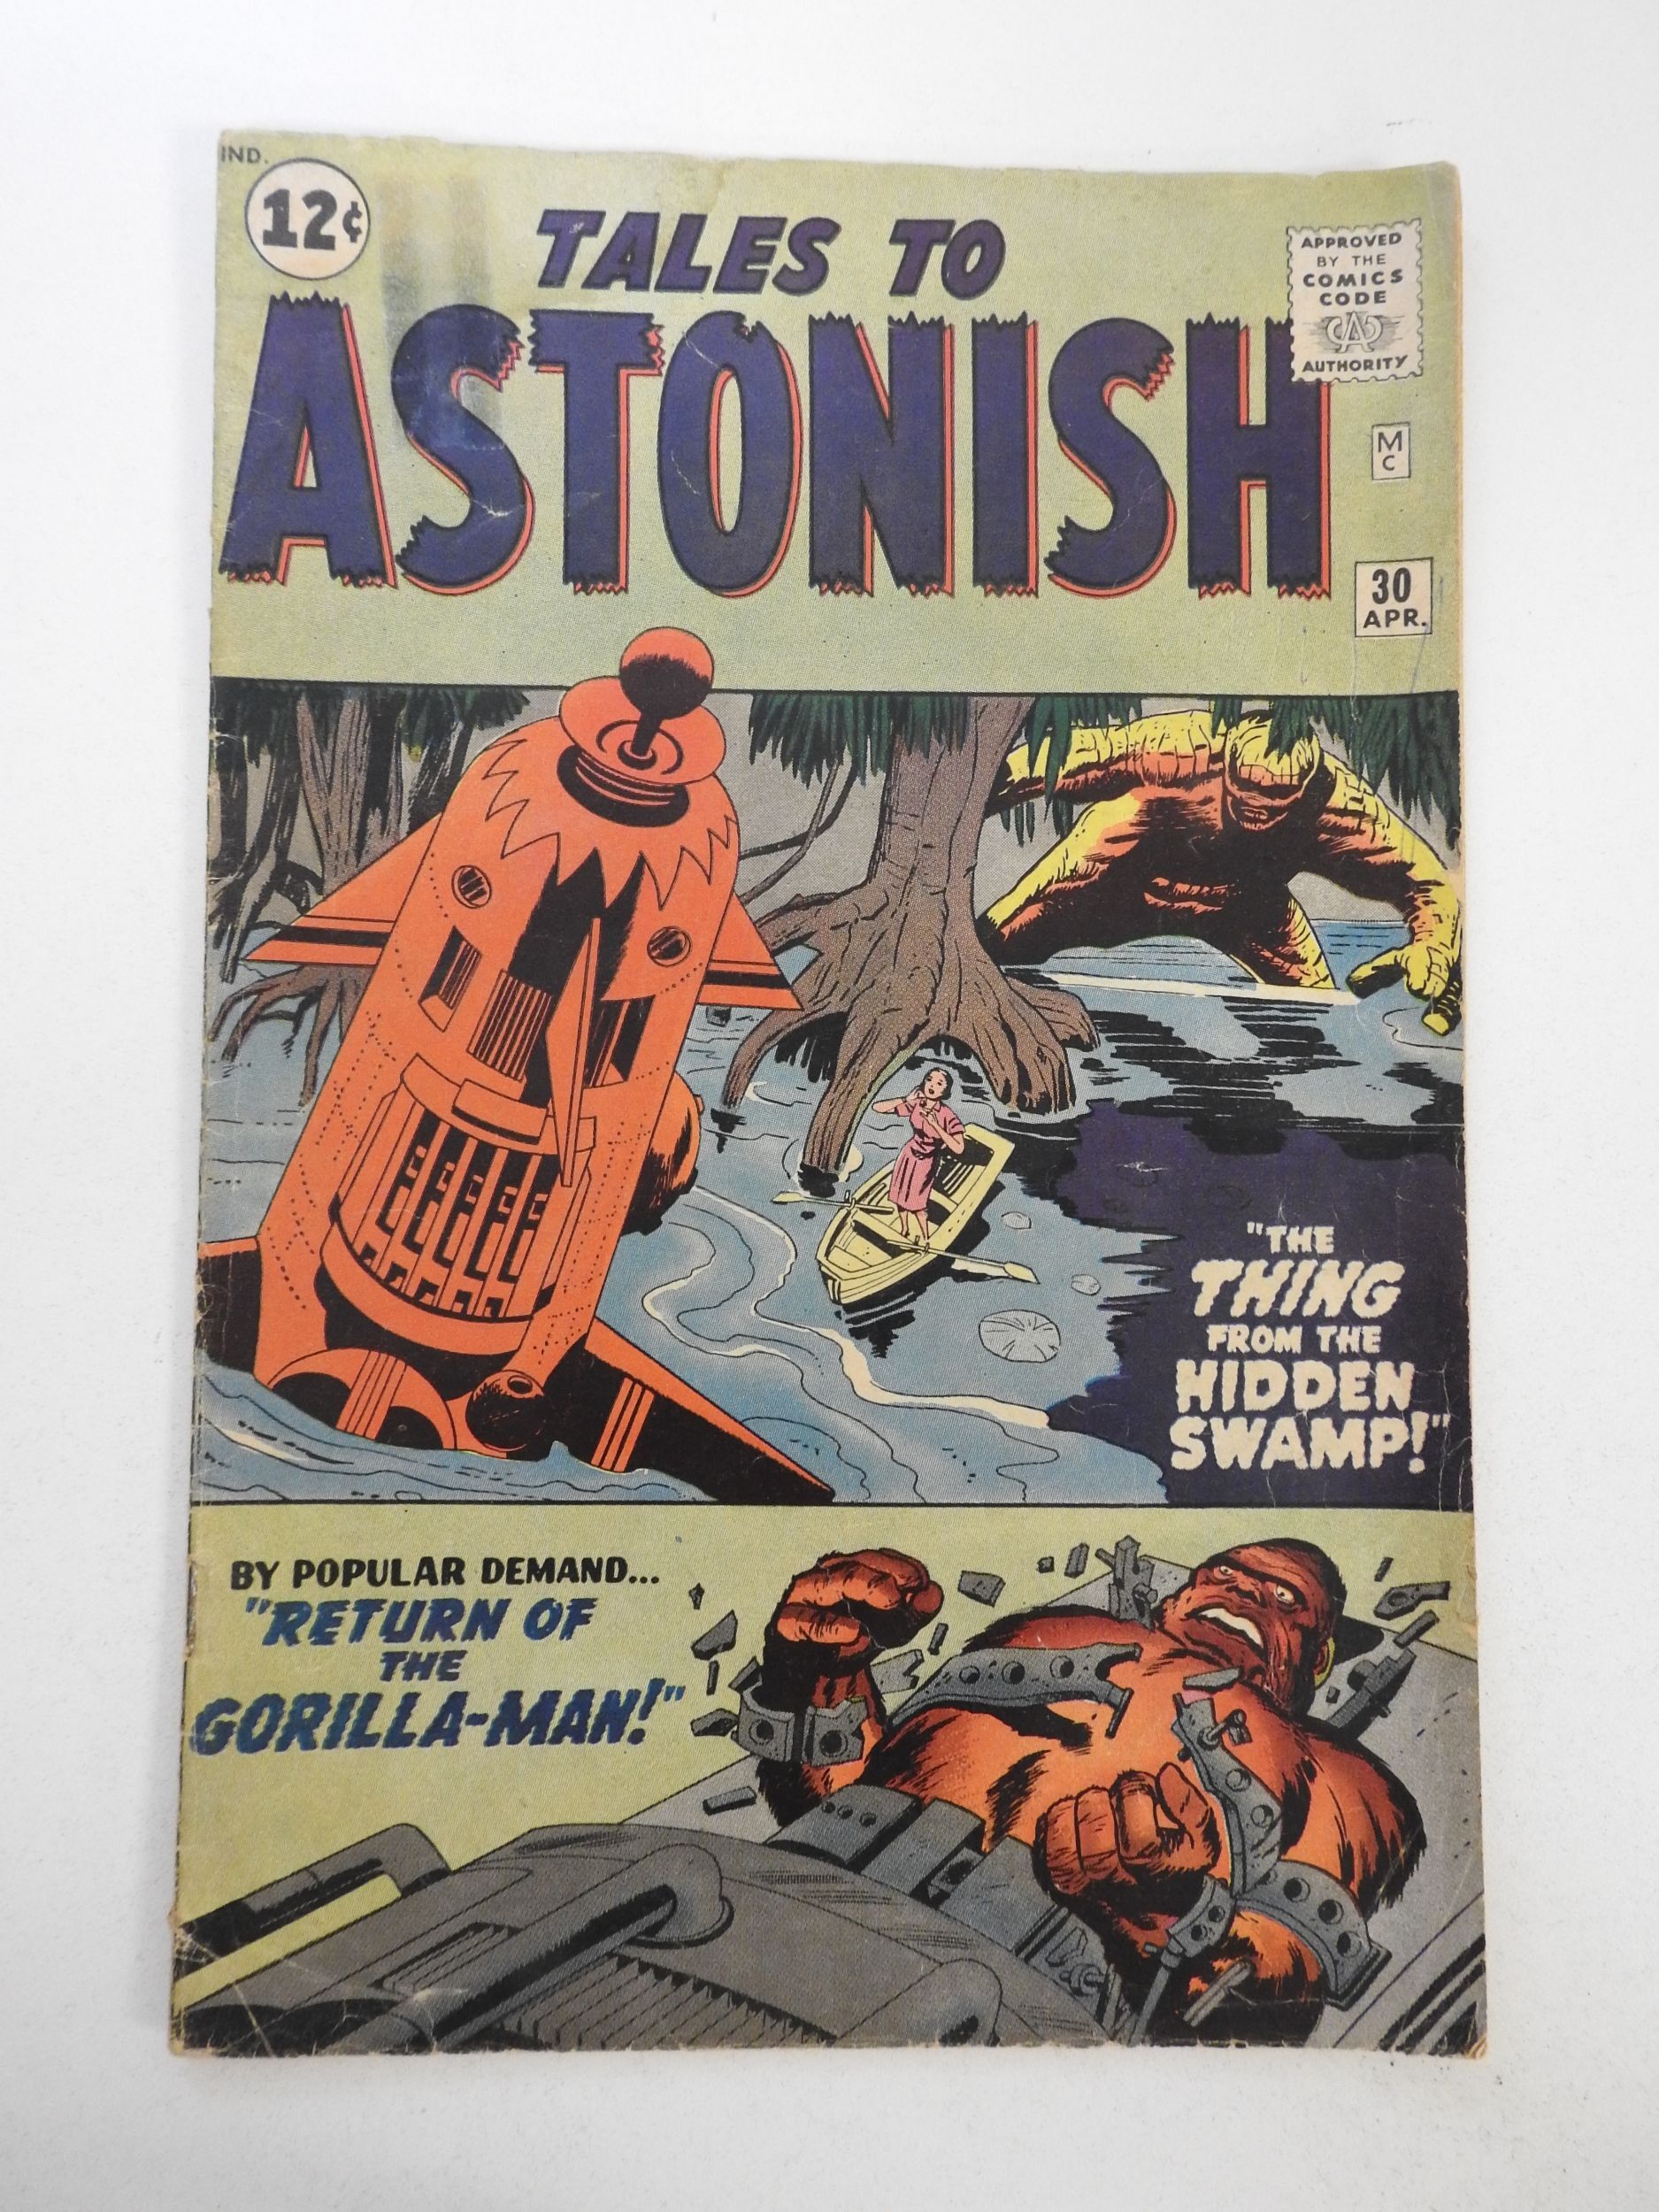 IND.
12¢
TALES TO
ASTONISH
APPROVED
BY THE
COMICS
CODE
CA
AUTHORITY
M
C
30
APR.
"THE
THING
FROM THE
HIDDEN
SWAMP!"
BY POPULAR DEMAND...
"RETURN OF
THE
GORILLA-MAN!"